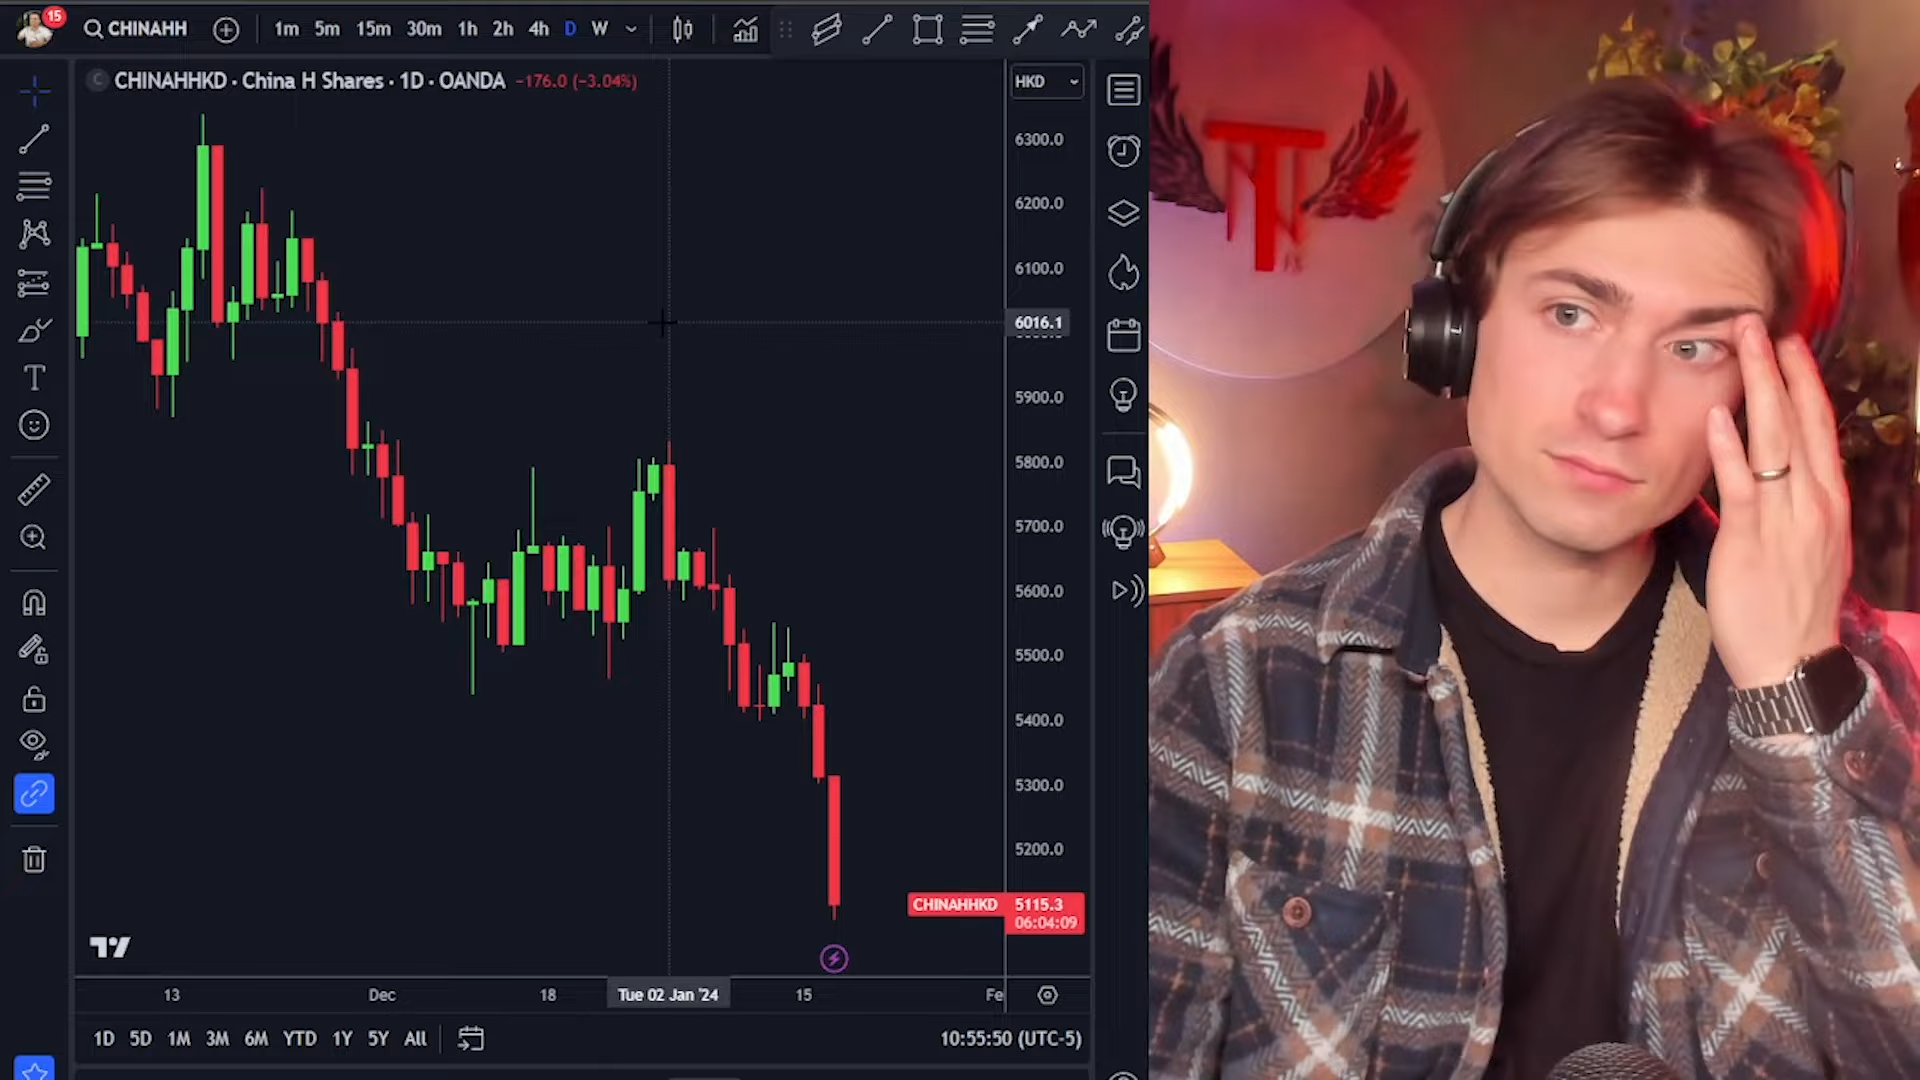 15
CHINAHH
1m 5m 15m 30m 1h 2h 4h D W
CHINAHHKD · China H Shares · 1D · OANDA −176.0 (−3.04%)
HKD
6300.0
6200.0
6100.0
6016.1
5900.0
5800.0
5700.0
5600.0
5500.0
5400.0
5300.0
5200.0
CHINAHHKD 5115.3
06:04:09
13 Dec 18 Tue 02 Jan '24 15 Fe
1D 5D 1M 3M 6M YTD 1Y 5Y All
10:55:50 (UTC-5)